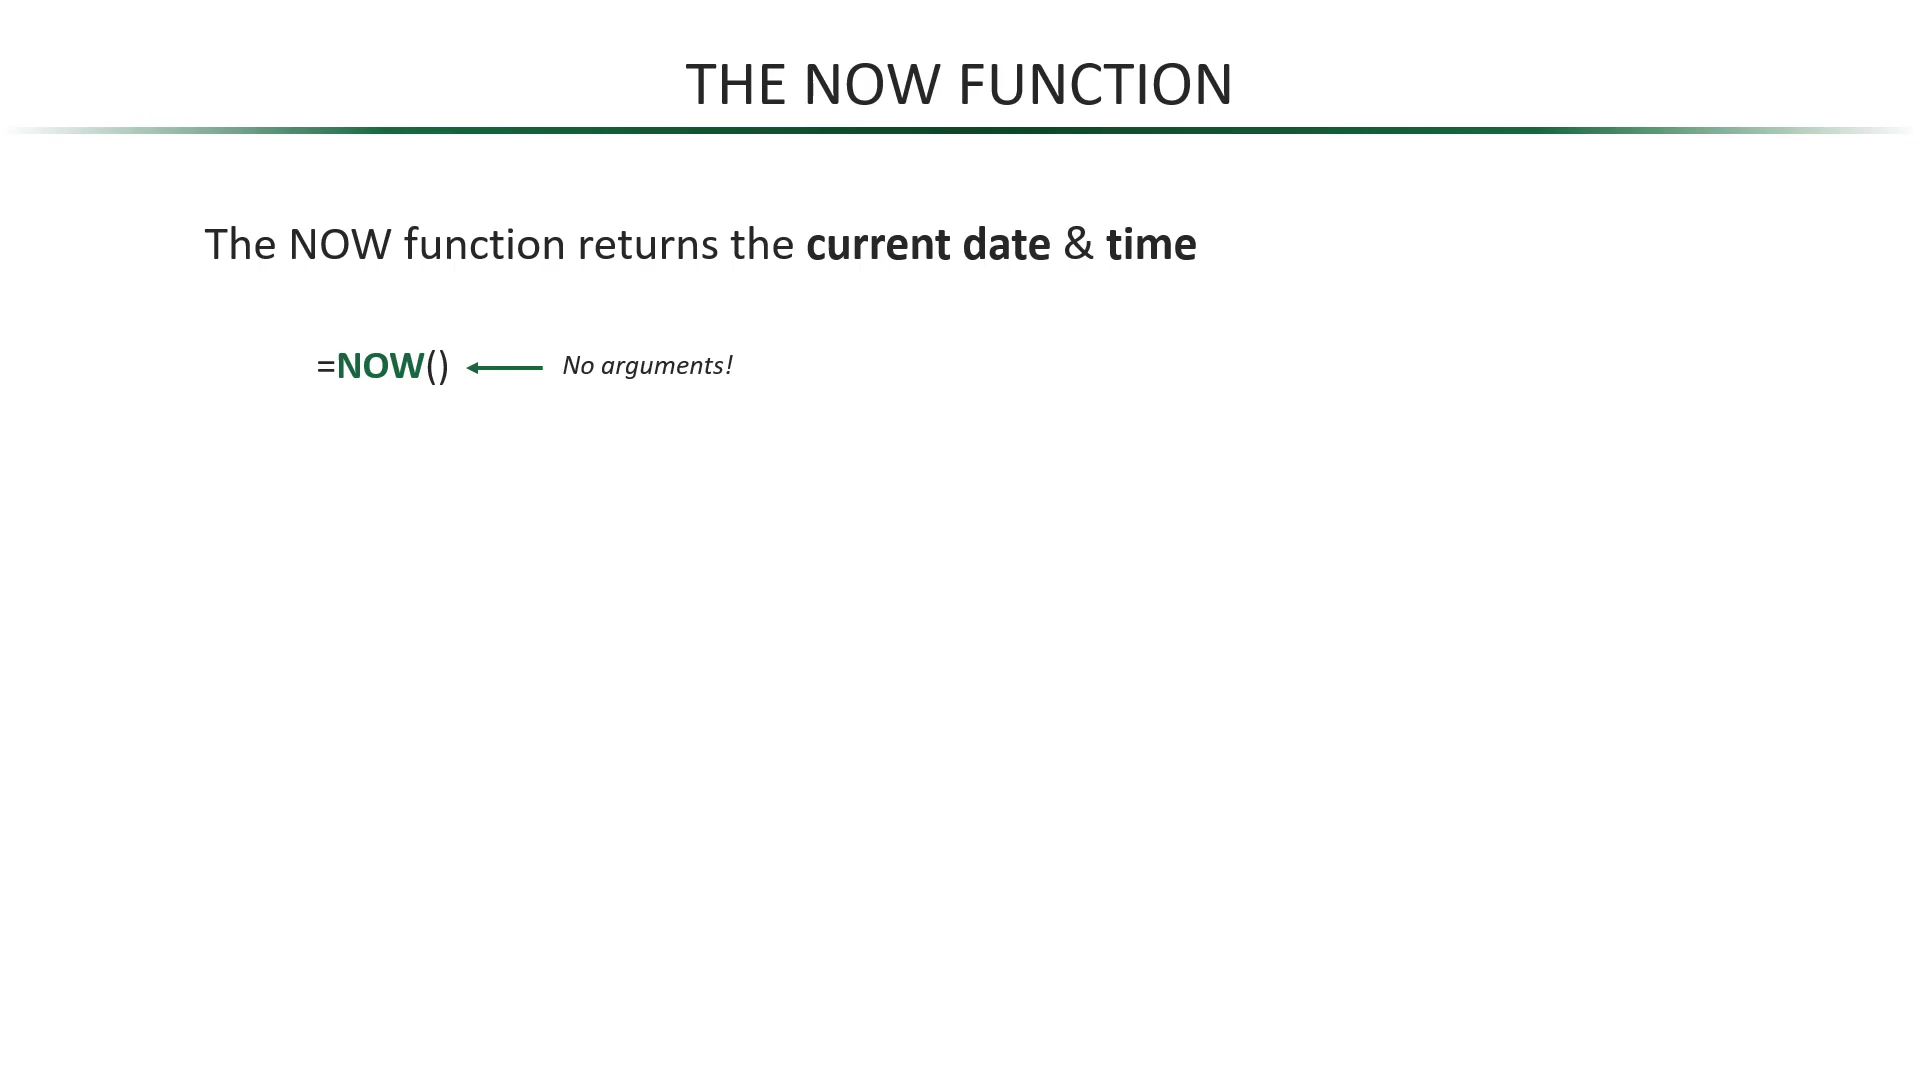 THE NOW FUNCTION
The NOW function returns the current date & time
=NOW() No arguments!